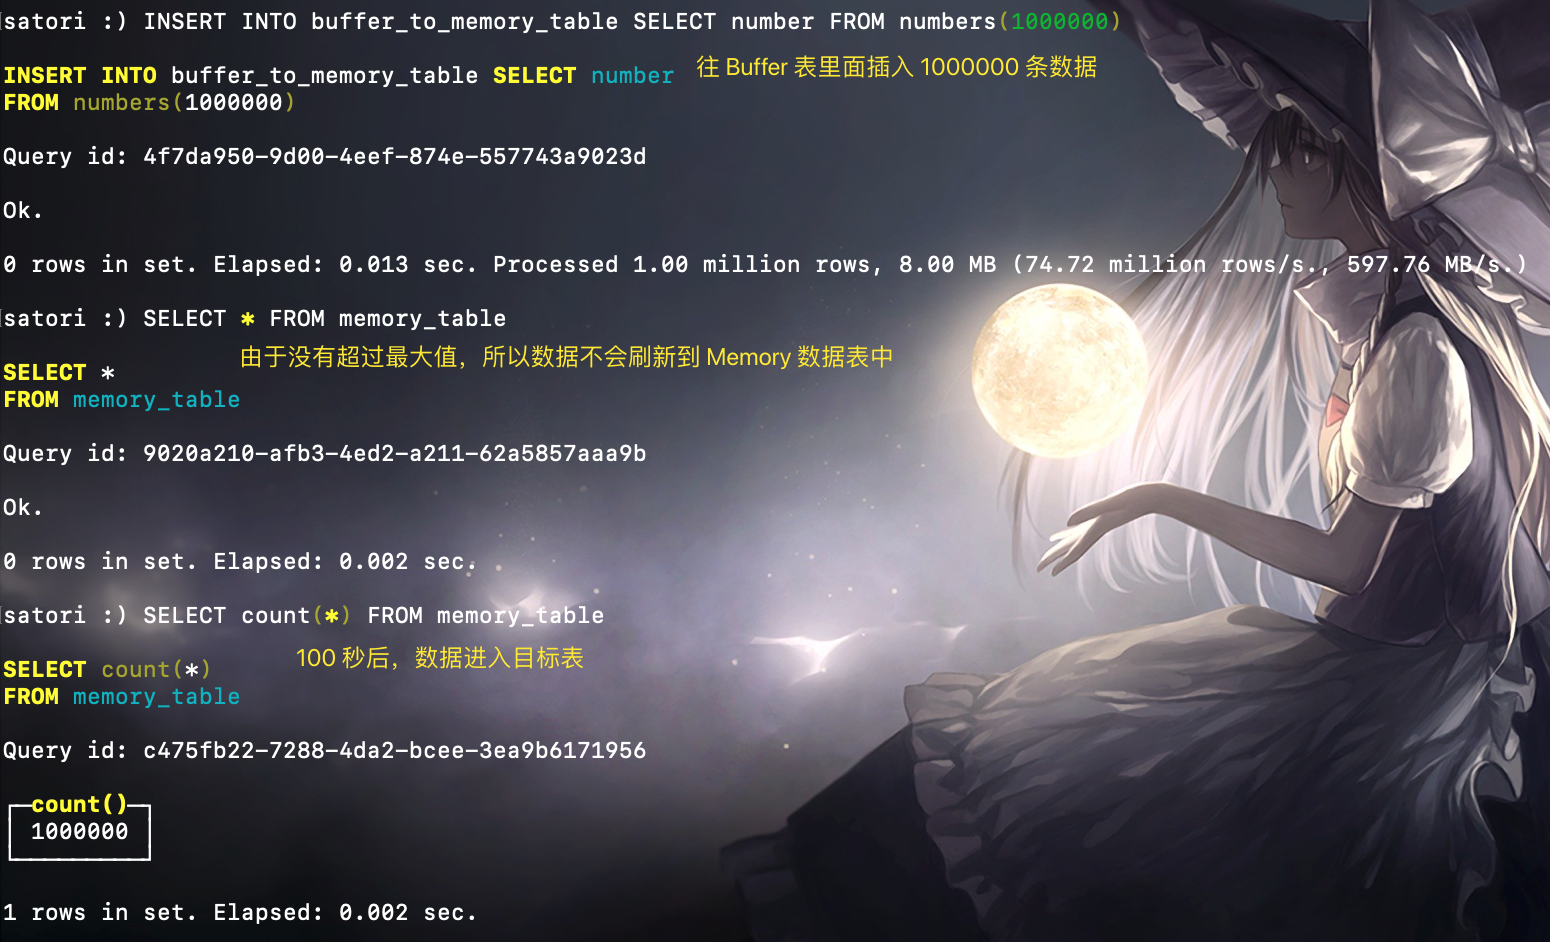 satori :) INSERT INTO buffer_to_memory_table SELECT number FROM numbers(1000000)
INSERT INTO buffer_to_memory_table SELECT number
往 Buffer 表里面插入 1000000 条数据
FROM numbers(1000000)
Query id: 4f7da950-9d00-4eef-874e-557743a9023d
Ok.
0 rows in set. Elapsed: 0.013 sec. Processed 1.00 million rows, 8.00 MB (74.72 million rows/s., 597.76 MB/s.)
satori :) SELECT * FROM memory_table
由于没有超过最大值，所以数据不会刷新到 Memory 数据表中
SELECT *
FROM memory_table
Query id: 9020a210-afb3-4ed2-a211-62a5857aaa9b
Ok.
0 rows in set. Elapsed: 0.002 sec.
satori :) SELECT count(*) FROM memory_table
100 秒后，数据进入目标表
SELECT count(*)
FROM memory_table
Query id: c475fb22-7288-4da2-bcee-3ea9b6171956
count()
1000000
1 rows in set. Elapsed: 0.002 sec.